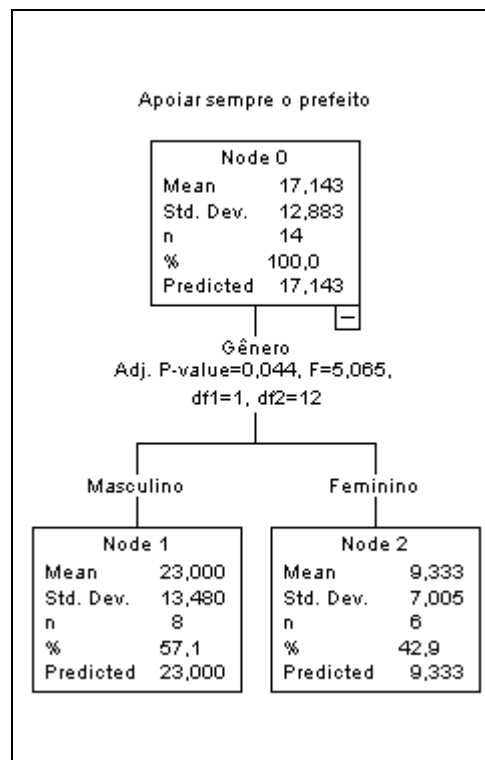 Apoiar sempre o prefeito
Node 0
Mean 17,143
Std. Dev. 12,883
n 14
% 100,0
Predicted 17,143
Gênero
Adj. P-value=0,044, F=5,065,
df1=1, df2=12
Masculino
Feminino
Node 1
Mean 23,000
Std. Dev. 13,480
n 8
% 57,1
Predicted 23,000
Node 2
Mean 9,333
Std. Dev. 7,005
n 6
% 42,9
Predicted 9,333